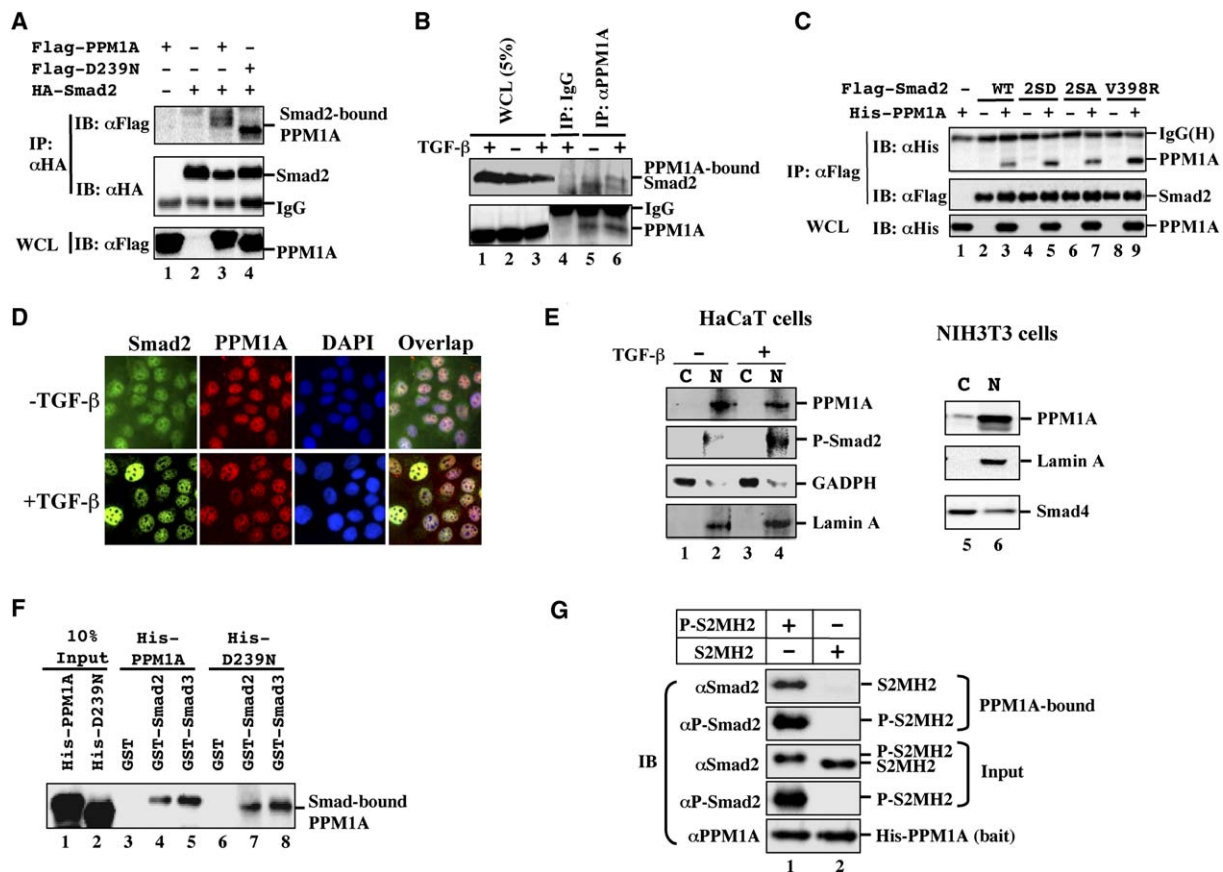 A
Flag-PPM1A + – + –
Flag-D239N – – – +
HA-Smad2 – + + +
IP: αHA
IB: αFlag
Smad2-bound PPM1A
IB: αHA
Smad2
IgG
WCL
IB: αFlag
PPM1A
1 2 3 4
B
WCL (5%)
IP: IgG
IP: αPPM1A
TGF-β + – + + – +
PPM1A-bound
Smad2
IgG
PPM1A
1 2 3 4 5 6
C
Flag-Smad2 – WT 2SD 2SA V398R
His-PPM1A + – + – + – + – +
IP: αFlag
IB: αHis
IgG(H)
PPM1A
IB: αFlag
Smad2
WCL
IB: αHis
PPM1A
1 2 3 4 5 6 7 8 9
D
Smad2 PPM1A DAPI Overlap
-TGF-β
+TGF-β
E
HaCaT cells
TGF-β – +
C N C N
PPM1A
P-Smad2
GADPH
Lamin A
1 2 3 4
NIH3T3 cells
C N
PPM1A
Lamin A
Smad4
5 6
F
10% Input
His-PPM1A
His-D239N
His-PPM1A
His-D239N
GST
GST-Smad2
GST-Smad3
GST
GST-Smad2
GST-Smad3
Smad-bound
PPM1A
1 2 3 4 5 6 7 8
G
P-S2MH2 + –
S2MH2 – +
IB
αSmad2
S2MH2
αP-Smad2
P-S2MH2
PPM1A-bound
αSmad2
P-S2MH2
S2MH2
αP-Smad2
P-S2MH2
Input
αPPM1A
His-PPM1A (bait)
1 2